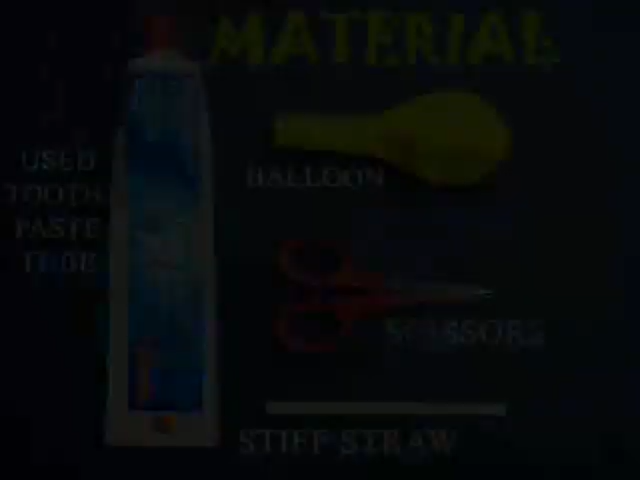 MATERIAL
BALLOON
USED
TOOTH
PASTE
TUBE
SCISSORS
STIFF STRAW